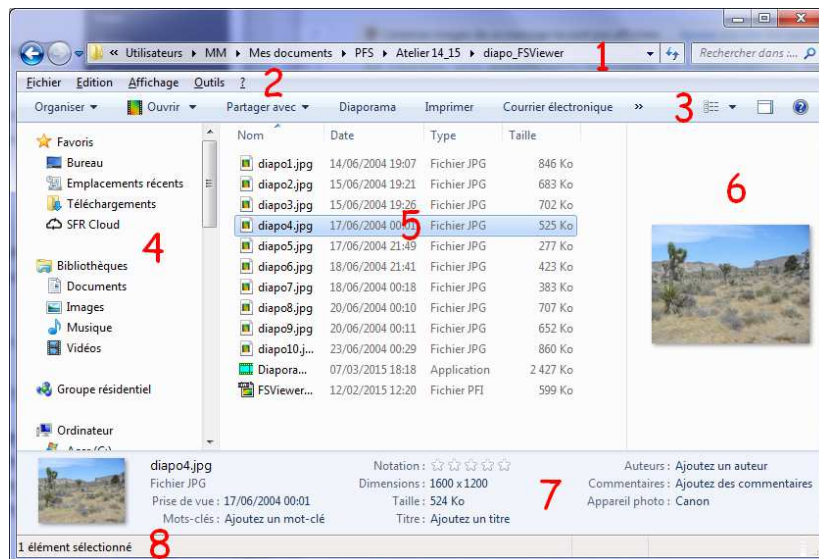 « Utilisateurs ▸ MM ▸ Mes documents ▸ PFS ▸ Atelier14_15 ▸ diapo_FSViewer 1 Rechercher dans :... 
Fichier Edition Affichage Outils ? 2
Organiser Ouvrir Partager avec Diaporama Imprimer Courrier électronique » 3
Favoris
Bureau
Emplacements récents
Téléchargements
SFR Cloud
4
Bibliothèques
Documents
Images
Musique
Vidéos
Groupe résidentiel
Ordinateur
Nom Date Type Taille
diapo1.jpg 14/06/2004 19:07 Fichier JPG 846 Ko
diapo2.jpg 15/06/2004 19:21 Fichier JPG 683 Ko
diapo3.jpg 15/06/2004 19:26 Fichier JPG 702 Ko
diapo4.jpg 17/06/2004 00:01 Fichier JPG 525 Ko
5
diapo5.jpg 17/06/2004 21:49 Fichier JPG 277 Ko
diapo6.jpg 18/06/2004 21:41 Fichier JPG 423 Ko
diapo7.jpg 18/06/2004 00:18 Fichier JPG 383 Ko
diapo8.jpg 20/06/2004 00:10 Fichier JPG 707 Ko
diapo9.jpg 20/06/2004 00:11 Fichier JPG 652 Ko
diapo10.j... 23/06/2004 00:29 Fichier JPG 860 Ko
Diapora... 07/03/2015 18:18 Application 2 427 Ko
FSViewer... 12/02/2015 12:20 Fichier PFI 599 Ko
6
diapo4.jpg Notation : Auteurs : Ajoutez un auteur
Fichier JPG Dimensions : 1600 x 1200 7 Commentaires : Ajoutez des commentaires
Prise de vue : 17/06/2004 00:01 Taille : 524 Ko Appareil photo : Canon
Mots-clés : Ajoutez un mot-clé Titre : Ajoutez un titre
1 élément sélectionné 8